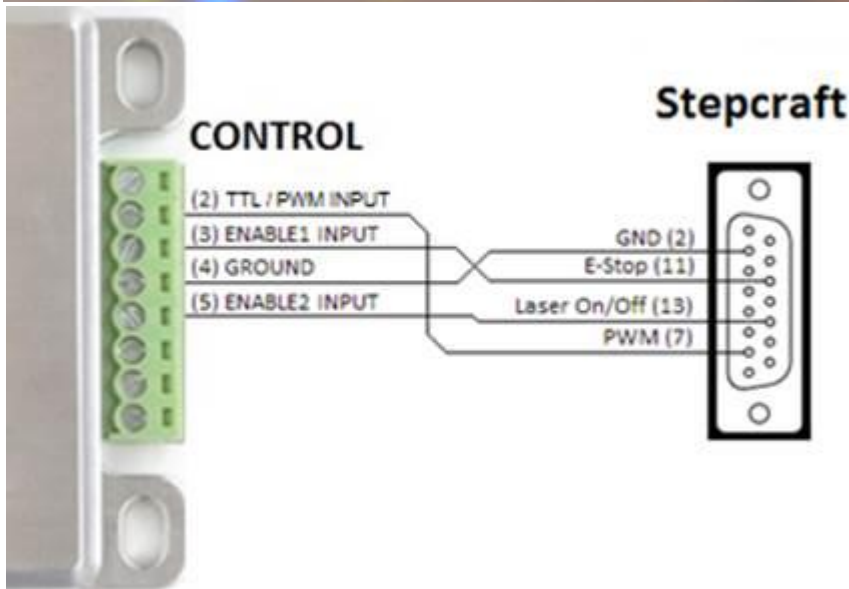 Stepcraft
CONTROL
(2) TTL / PWM INPUT
(3) ENABLE1 INPUT
(4) GROUND
(5) ENABLE2 INPUT
GND (2)
E-Stop (11)
Laser On/Off (13)
PWM (7)